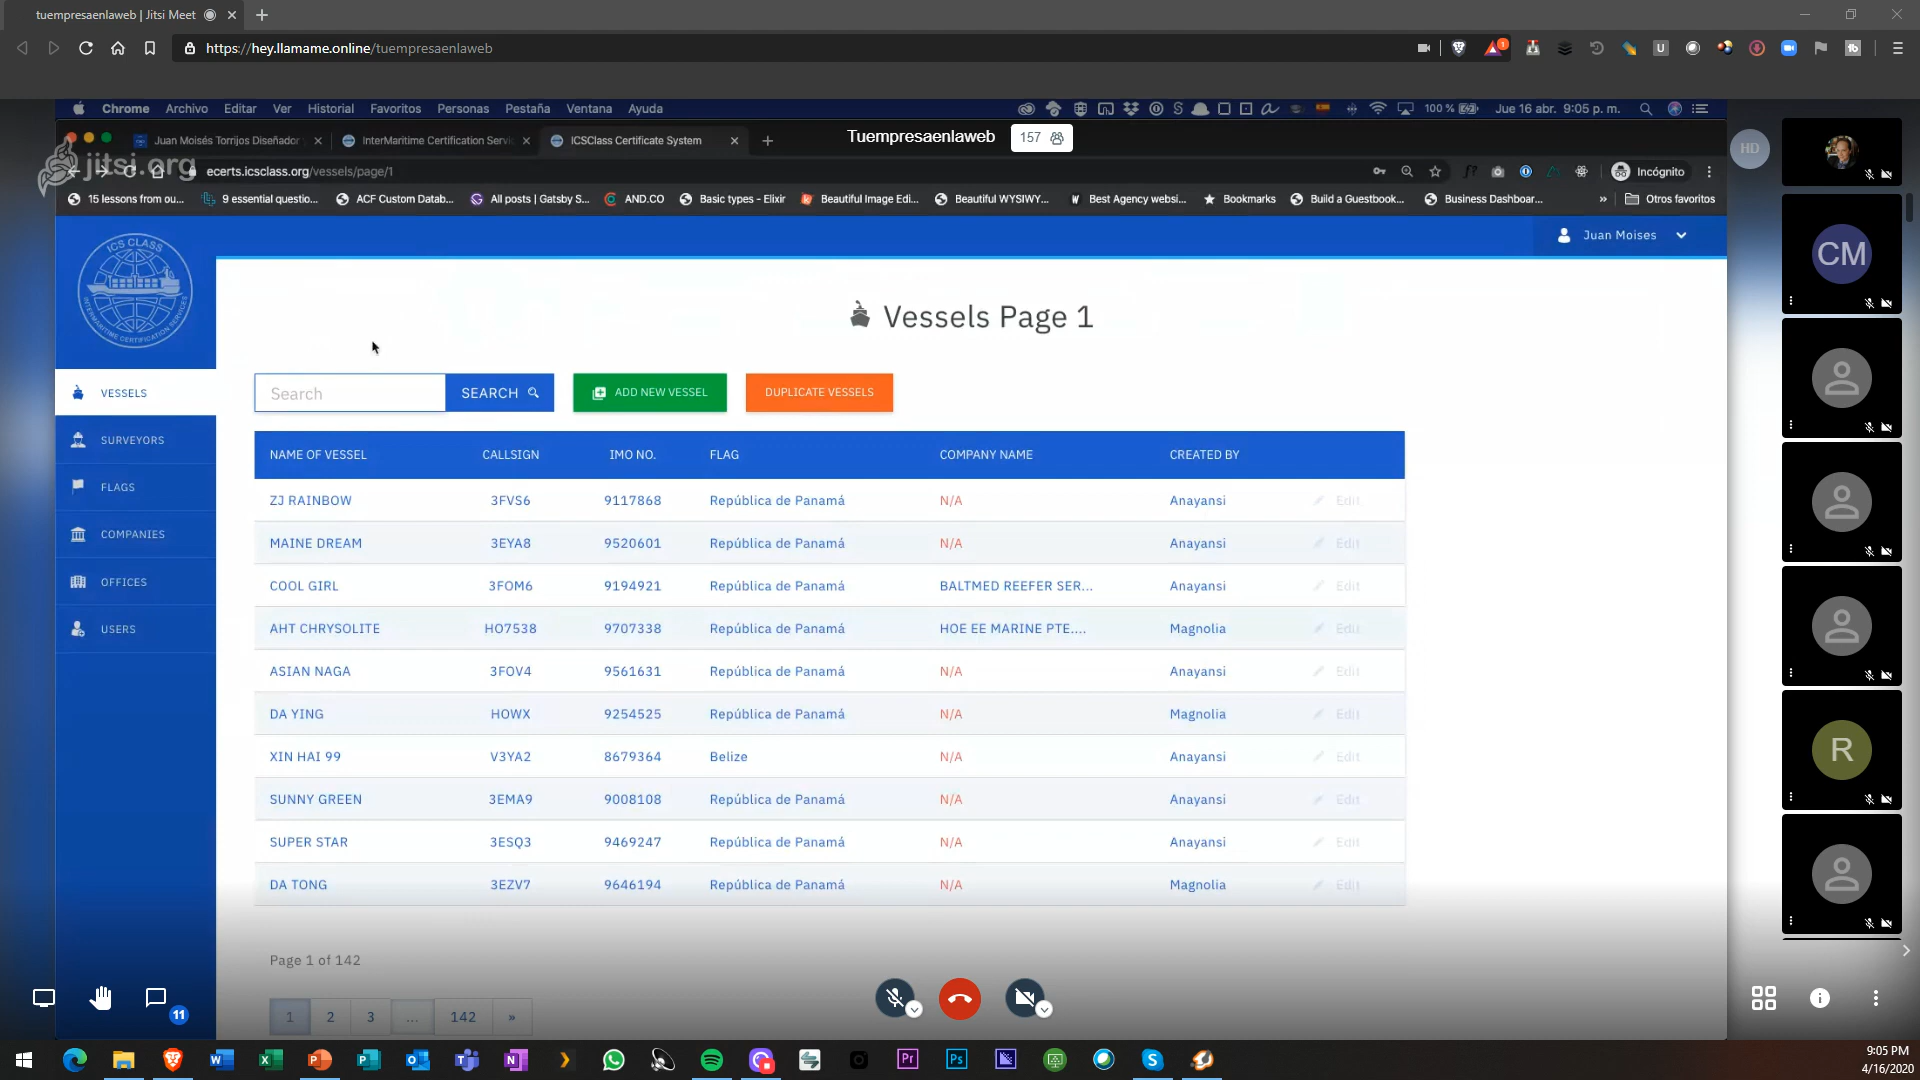 tuempresaenlaweb | Jitsi Meet
https://hey.llamame.online/tuempresaenlaweb
Chrome Archivo Editar Ver Historial Favoritos Personas Pestaña Ventana Ayuda
100 % Jue 16 abr. 9:05 p. m.
Juan Moisés Torrijos Diseñador
InterMaritime Certification Servic
ICSClass Certificate System
Tuempresaenlaweb 157
HD
jitsi.org
ecerts.icsclass.org/vessels/page/1
Incógnito
15 lessons from ou...
9 essential questio...
ACF Custom Datab...
All posts | Gatsby S...
AND.CO
Basic types - Elixir
Beautiful Image Edi...
Beautiful WYSIWY...
Best Agency websi...
Bookmarks
Build a Guestbook...
Business Dashboar...
»
Otros favoritos
Juan Moises
ICS CLASS
INTERMARITIME CERTIFICATION SERVICES
Vessels Page 1
VESSELS
SURVEYORS
FLAGS
COMPANIES
OFFICES
USERS
Search SEARCH ADD NEW VESSEL DUPLICATE VESSELS
NAME OF VESSEL CALLSIGN IMO NO. FLAG COMPANY NAME CREATED BY
ZJ RAINBOW 3FVS6 9117868 República de Panamá N/A Anayansi Edit
MAINE DREAM 3EYA8 9520601 República de Panamá N/A Anayansi Edit
COOL GIRL 3FOM6 9194921 República de Panamá BALTMED REEFER SER... Anayansi Edit
AHT CHRYSOLITE HO7538 9707338 República de Panamá HOE EE MARINE PTE.... Magnolia Edit
ASIAN NAGA 3FOV4 9561631 República de Panamá N/A Anayansi Edit
DA YING HOWX 9254525 República de Panamá N/A Magnolia Edit
XIN HAI 99 V3YA2 8679364 Belize N/A Anayansi Edit
SUNNY GREEN 3EMA9 9008108 República de Panamá N/A Anayansi Edit
SUPER STAR 3ESQ3 9469247 República de Panamá N/A Anayansi Edit
DA TONG 3EZV7 9646194 República de Panamá N/A Magnolia Edit
Page 1 of 142
1 2 3 ... 142 »
CM
R
11
9:05 PM
4/16/2020